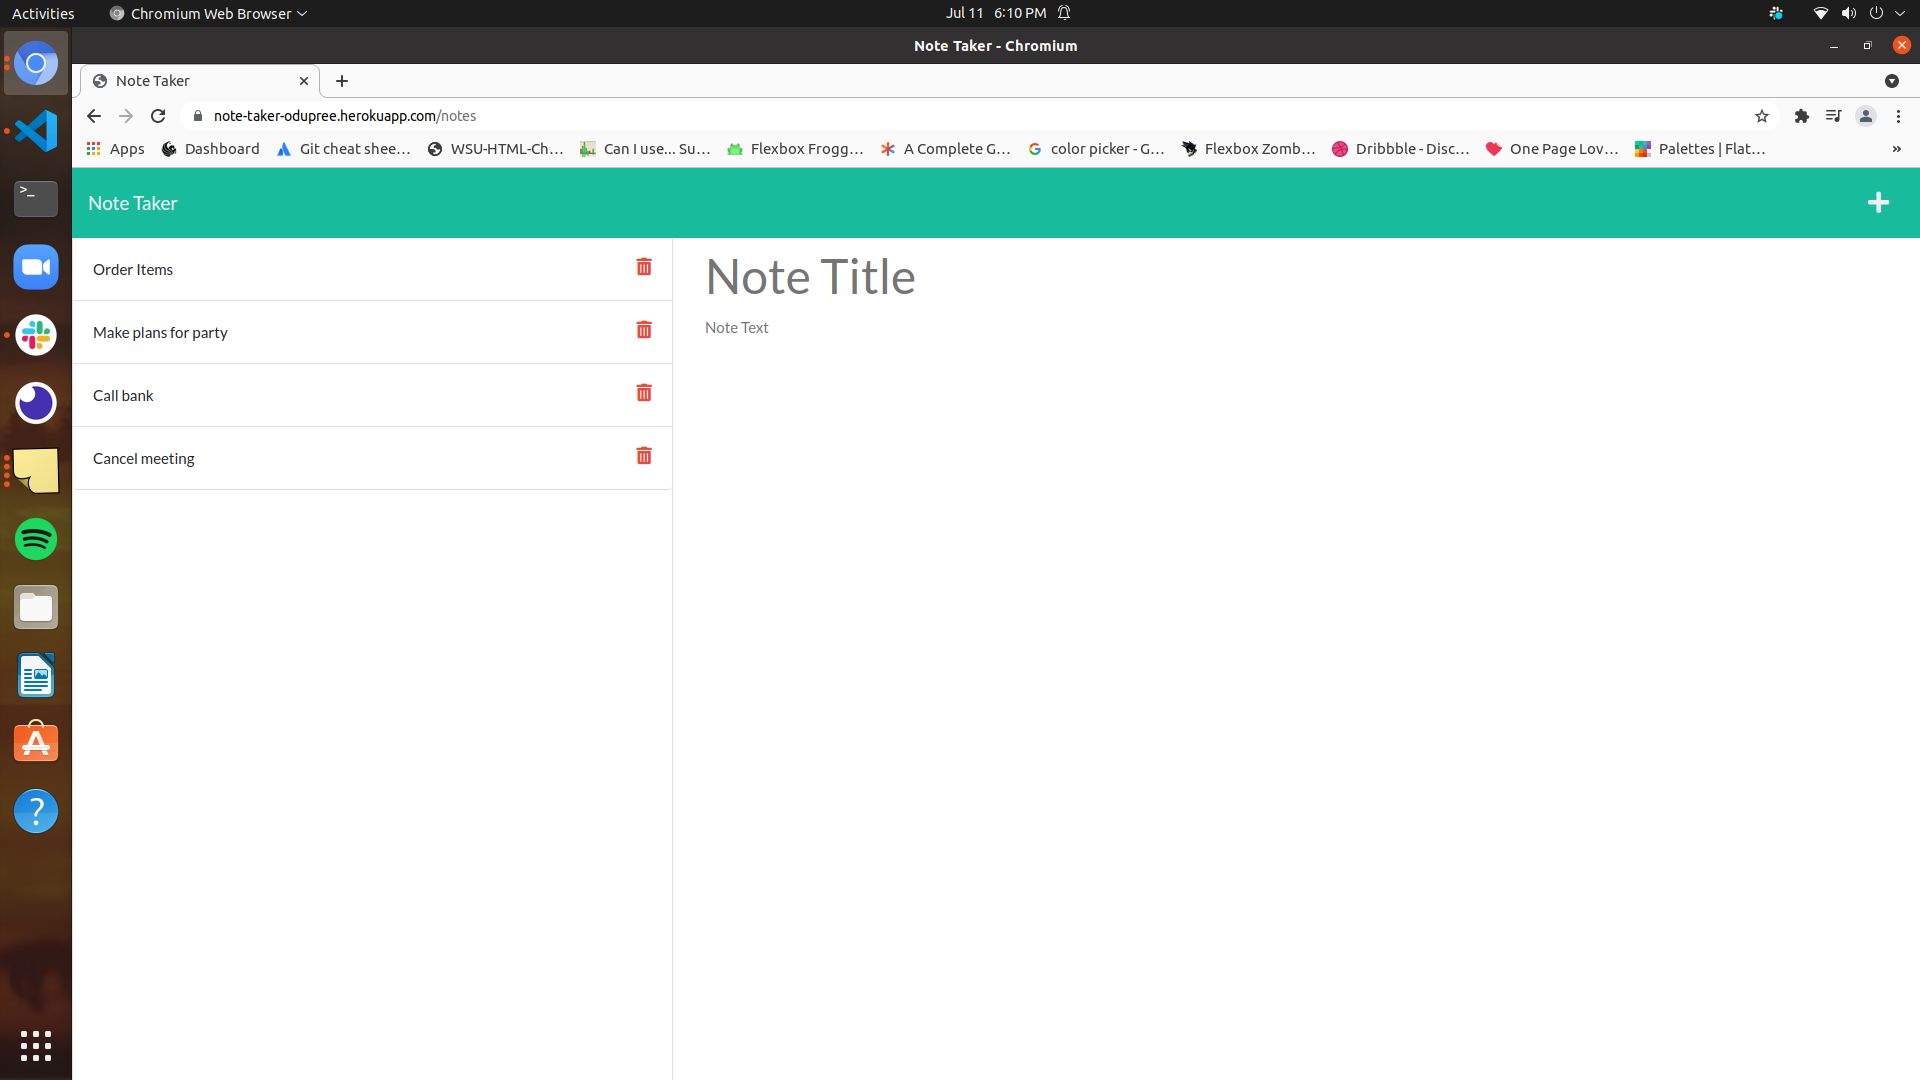 Activities
Chromium Web Browser
Jul 11 6:10 PM
Note Taker - Chromium
Note Taker
note-taker-odupree.herokuapp.com/notes
Apps
Dashboard
Git cheat shee...
WSU-HTML-Ch...
Can I use... Su...
Flexbox Frogg...
A Complete G...
color picker - G...
Flexbox Zomb...
Dribbble - Disc...
One Page Lov...
Palettes | Flat...
»
Note Taker
Order Items
Make plans for party
Call bank
Cancel meeting
Note Title
Note Text